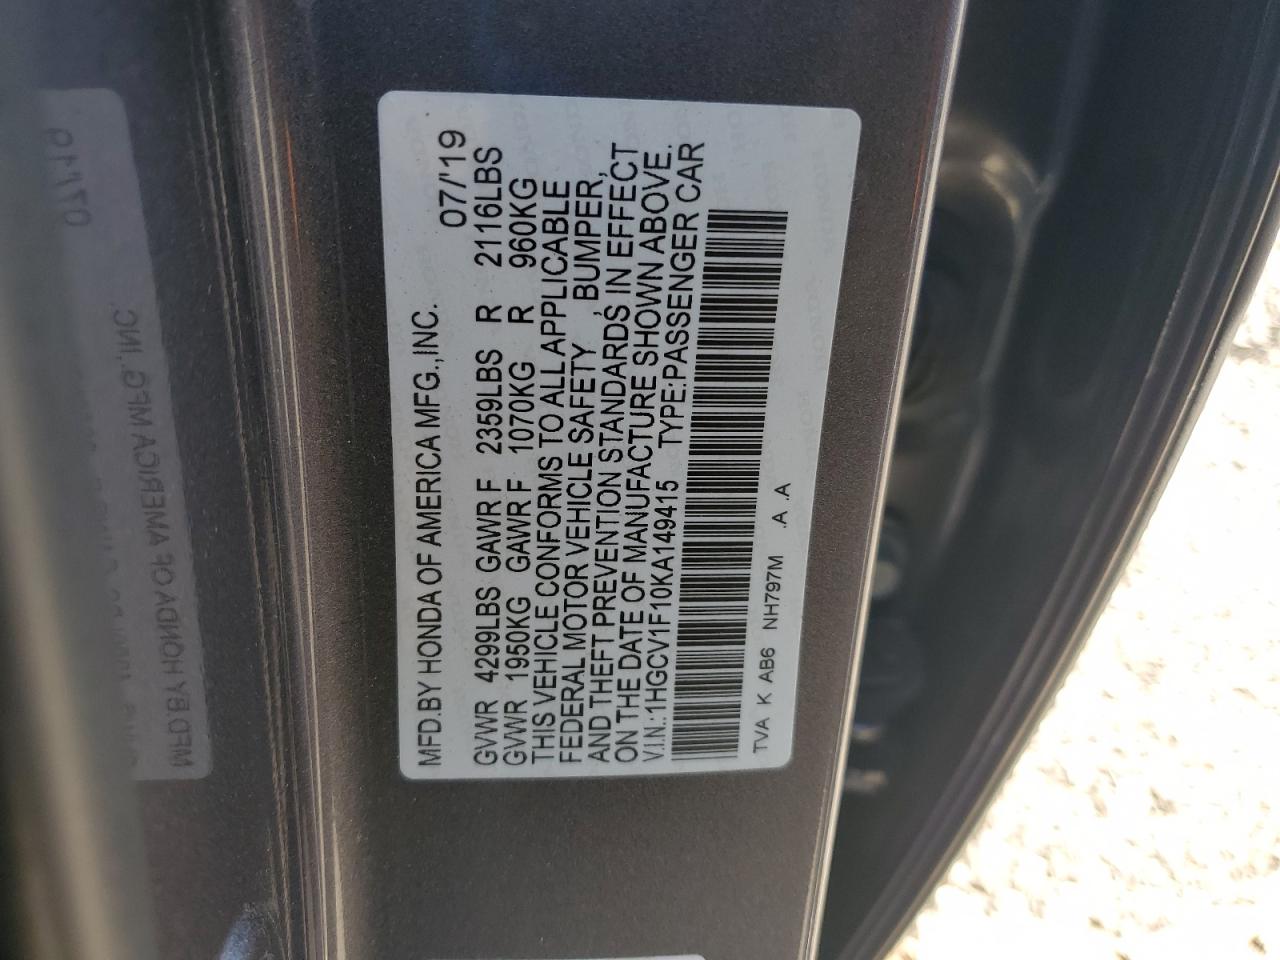 MFD.BY HONDA OF AMERICA MFG.,INC. 07/'19
GVWR 4299LBS GAWR F 2359LBS R 2116LBS
GVWR 1950KG GAWR F 1070KG R 960KG
THIS VEHICLE CONFORMS TO ALL APPLICABLE
FEDERAL MOTOR VEHICLE SAFETY, BUMPER,
AND THEFT PREVENTION STANDARDS, IN EFFECT
ON THE DATE OF MANUFACTURE SHOWN ABOVE.
V.I.N.:1HGCV1F10KA149415 TYPE:PASSENGER CAR
TVA K AB6 NH797M .A .A